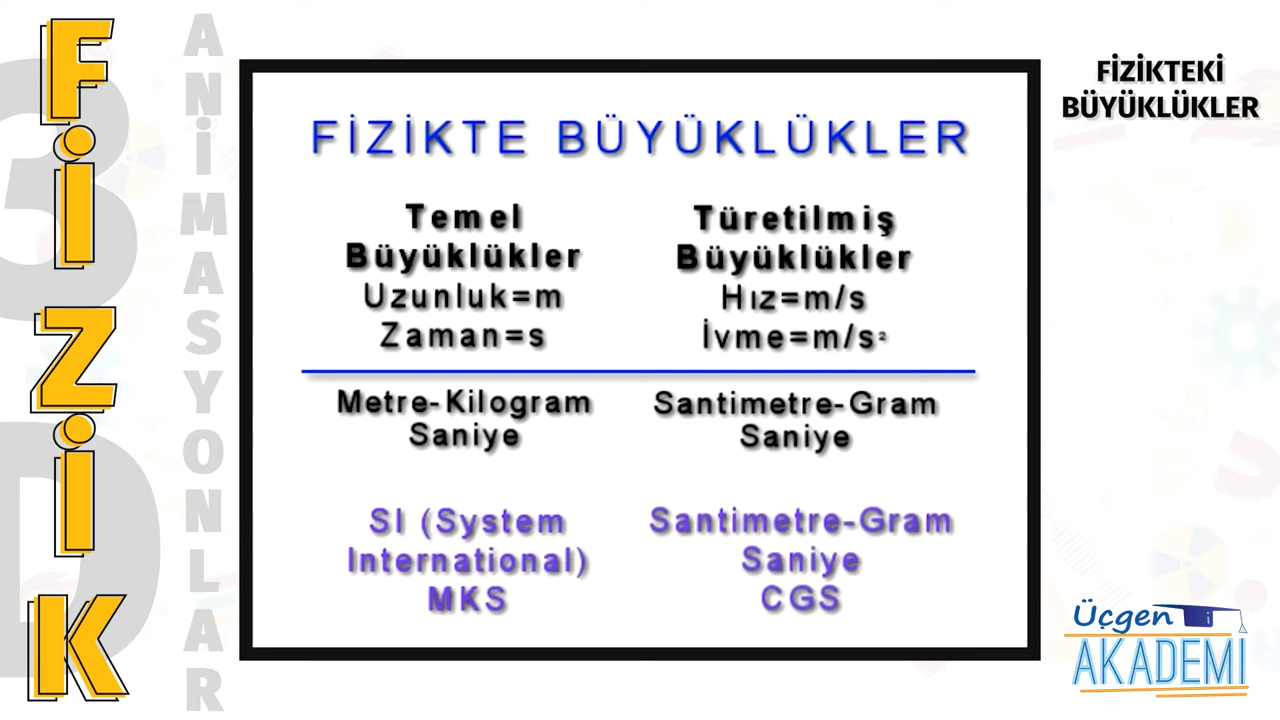 FİZİK
3D
ANİMASYONLAR
FİZİKTEKİ
BÜYÜKLÜKLER
FİZİKTE BÜYÜKLÜKLER
Temel
Büyüklükler
Uzunluk=m
Zaman=s
Türetilmiş
Büyüklükler
Hız=m/s
İvme=m/s²
Metre-Kilogram
Saniye
Santimetre-Gram
Saniye
SI (System
International)
MKS
Santimetre-Gram
Saniye
CGS
Üçgen
AKADEMİ